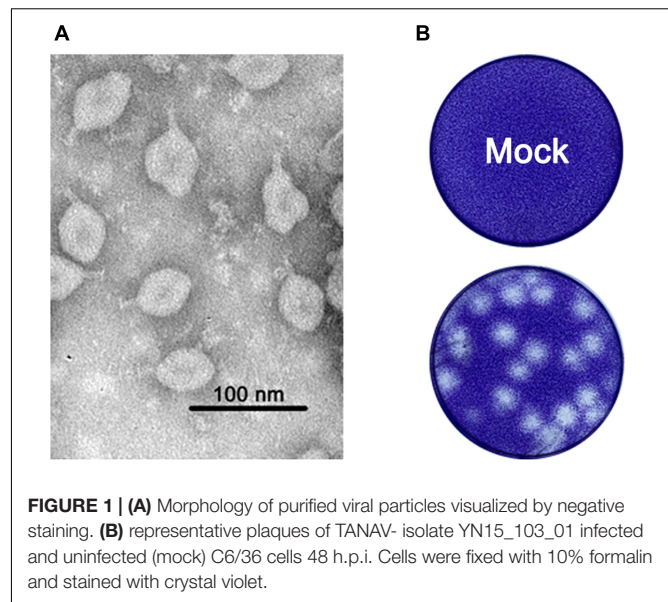 A
B
Mock
100 nm
FIGURE 1 | (A) Morphology of purified viral particles visualized by negative
staining. (B) representative plaques of TANAV- isolate YN15_103_01 infected
and uninfected (mock) C6/36 cells 48 h.p.i. Cells were fixed with 10% formalin
and stained with crystal violet.